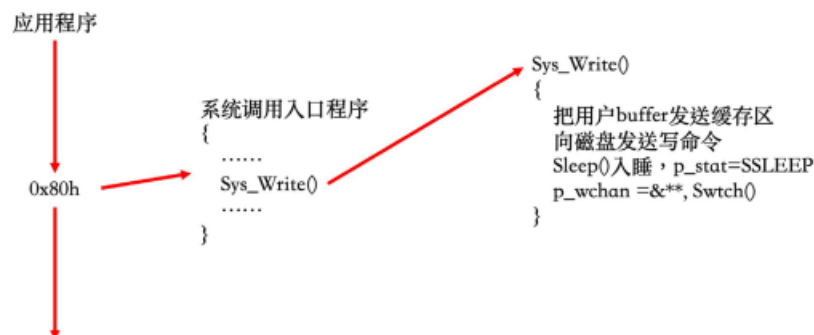 应用程序
0x80h
系统调用入口程序
{
……
Sys_Write()
……
}
Sys_Write()
{
把用户buffer发送缓存区
向磁盘发送写命令
Sleep()入睡，p_stat=SSLEEP
p_wchan =&**, Swtch()
}